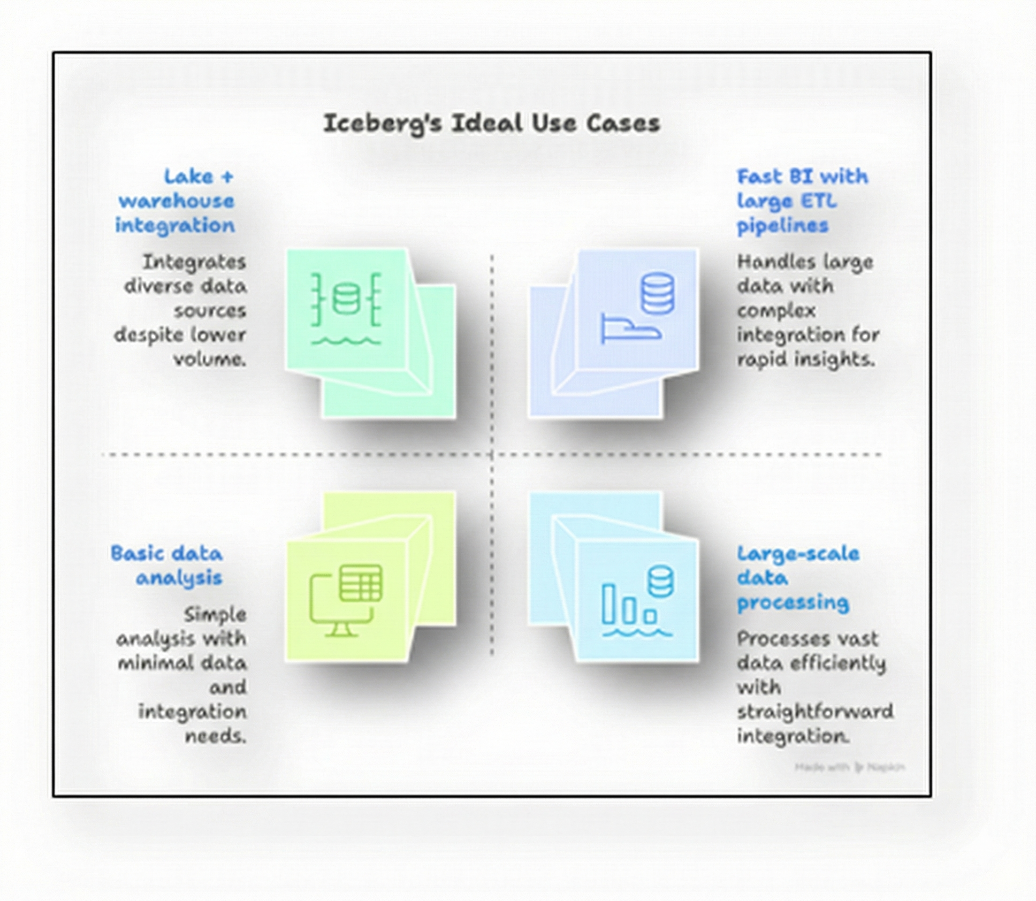 Iceberg's Ideal Use Cases
Lake +
warehouse
integration
Integrates
diverse data
sources
despite lower
volume.
Fast BI with
large ETL
pipelines
Handles large
data with
complex
integration for
rapid insights.
Basic data
analysis
Simple
analysis with
minimal data
and
integration
needs.
Large-scale
data
processing
Processes vast
data efficiently
with
straightforward
integration.
Made with Napkin